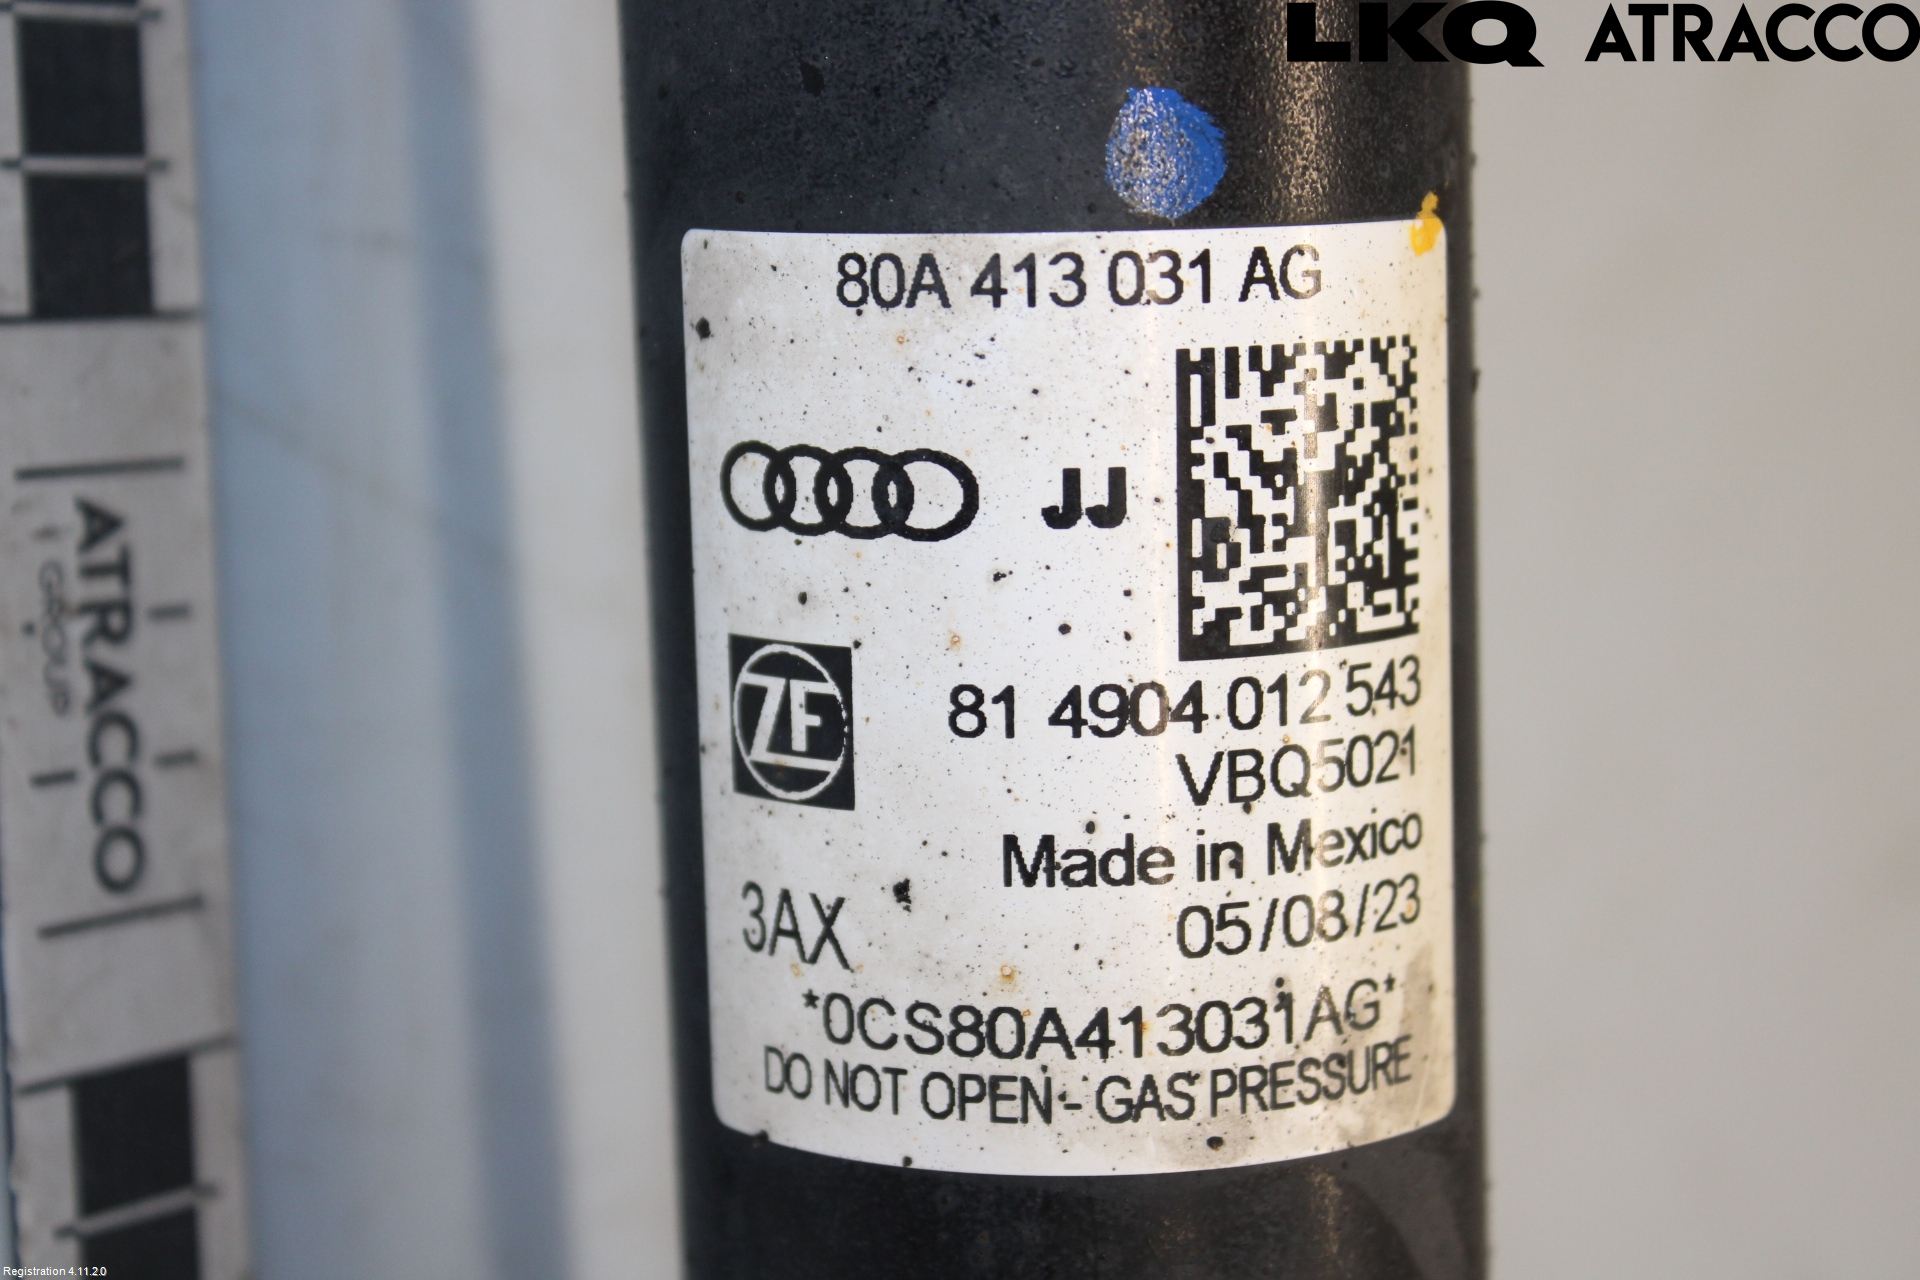 LKQ ATRACCO
80A 413 031 AG
JJ
ZF
81 4904 012 543
VBQ5021
Made in Mexico
3AX
05/08/23
*0CS80A413031AG*
DO NOT OPEN - GAS PRESSURE
ATRACCO
GROUP
Registration 4.11.2.0